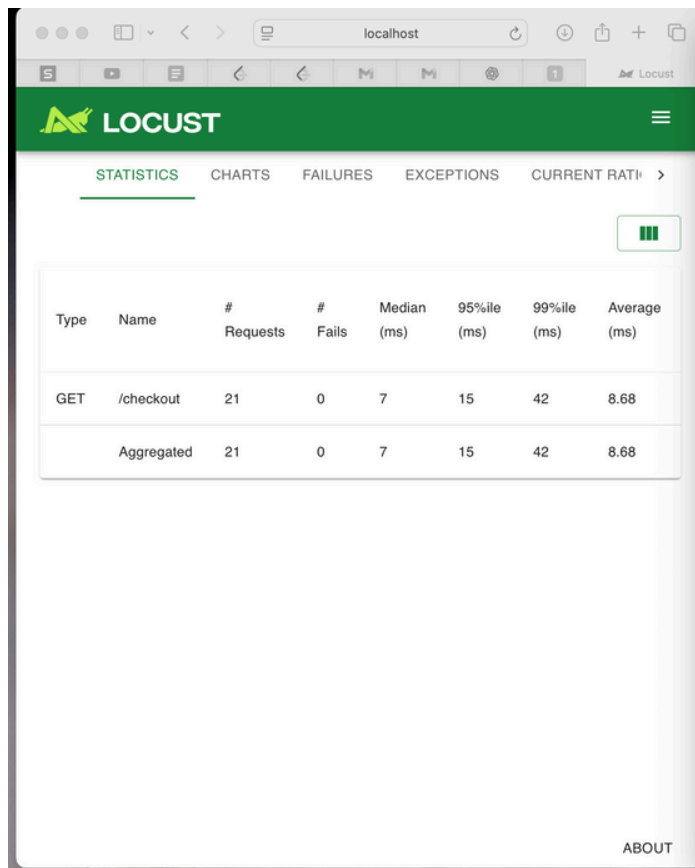 localhost
1
Locust
LOCUST
STATISTICS CHARTS FAILURES EXCEPTIONS CURRENT RATI
Type Name # Requests # Fails Median (ms) 95%ile (ms) 99%ile (ms) Average (ms)
GET /checkout 21 0 7 15 42 8.68
Aggregated 21 0 7 15 42 8.68
ABOUT